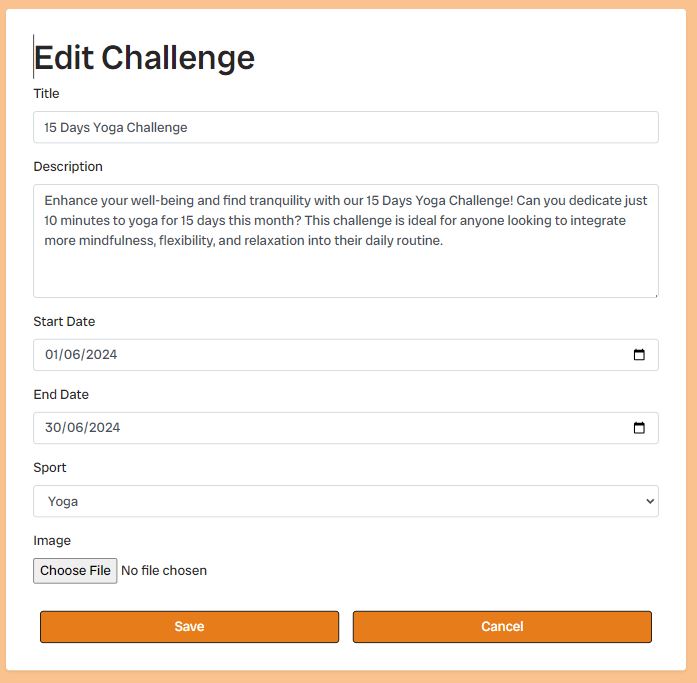 Edit Challenge
Title
15 Days Yoga Challenge
Description
Enhance your well-being and find tranquility with our 15 Days Yoga Challenge! Can you dedicate just
10 minutes to yoga for 15 days this month? This challenge is ideal for anyone looking to integrate
more mindfulness, flexibility, and relaxation into their daily routine.
Start Date
01/06/2024
End Date
30/06/2024
Sport
Yoga
Image
Choose File No file chosen
Save Cancel